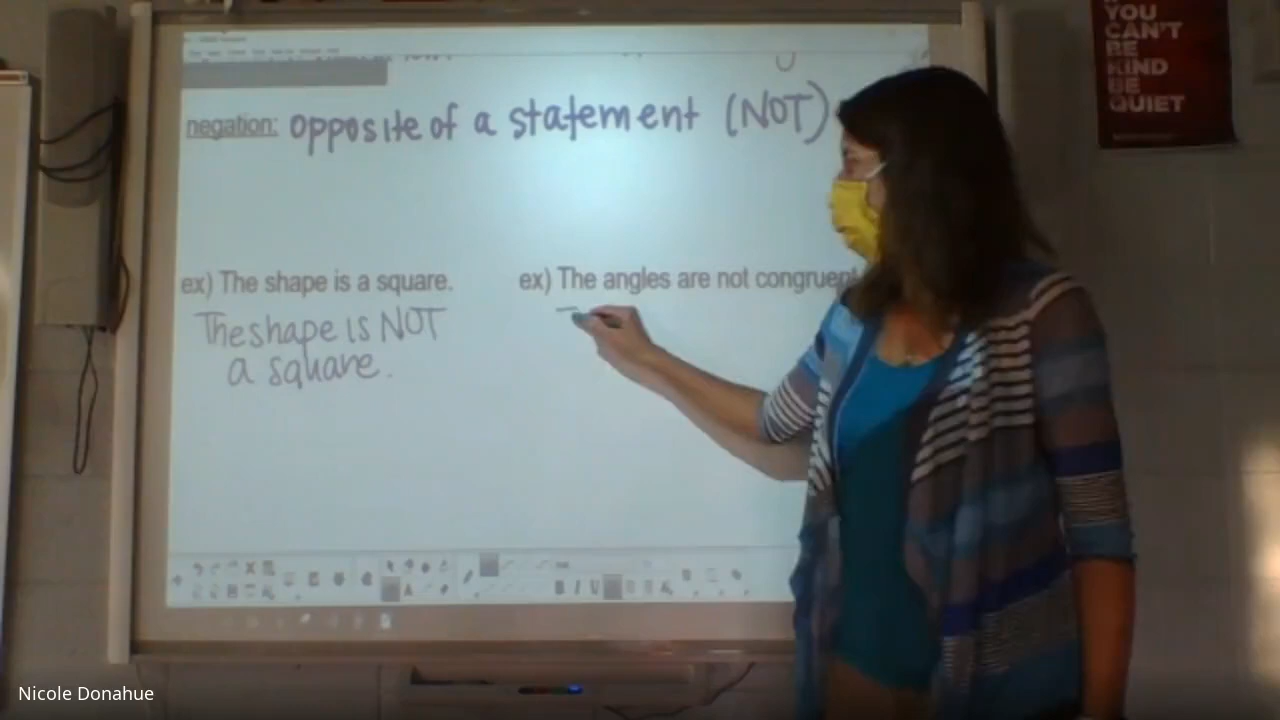 YOU
CAN'T
BE
KIND
BE
QUIET
negation: opposite of a statement (NOT)
ex) The shape is a square.
The shape is NOT
a square.
ex) The angles are not congruent
Nicole Donahue